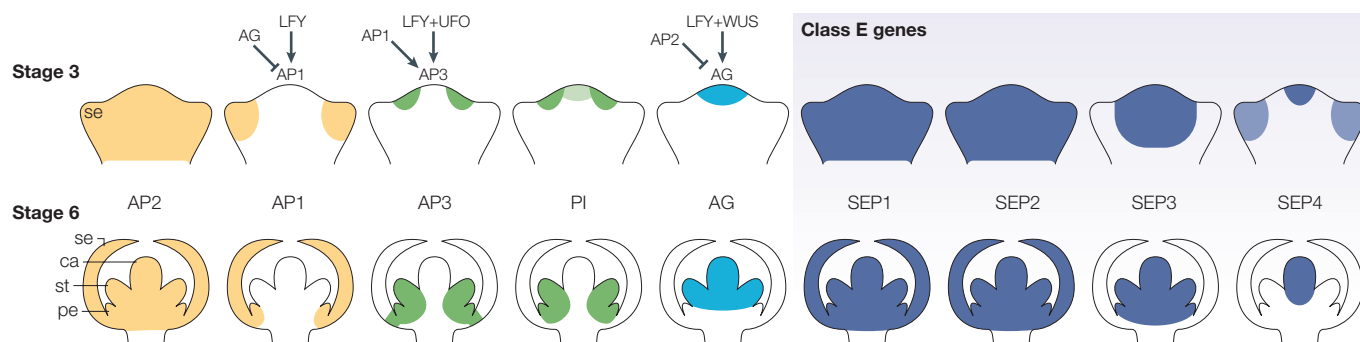 Class E genes
LFY
LFY+UFO
LFY+WUS
AG
AP1
AP2
Stage 3
AP1
AP3
AG
se
Stage 6
AP2
AP1
AP3
PI
AG
SEP1
SEP2
SEP3
SEP4
se
ca
st
pe